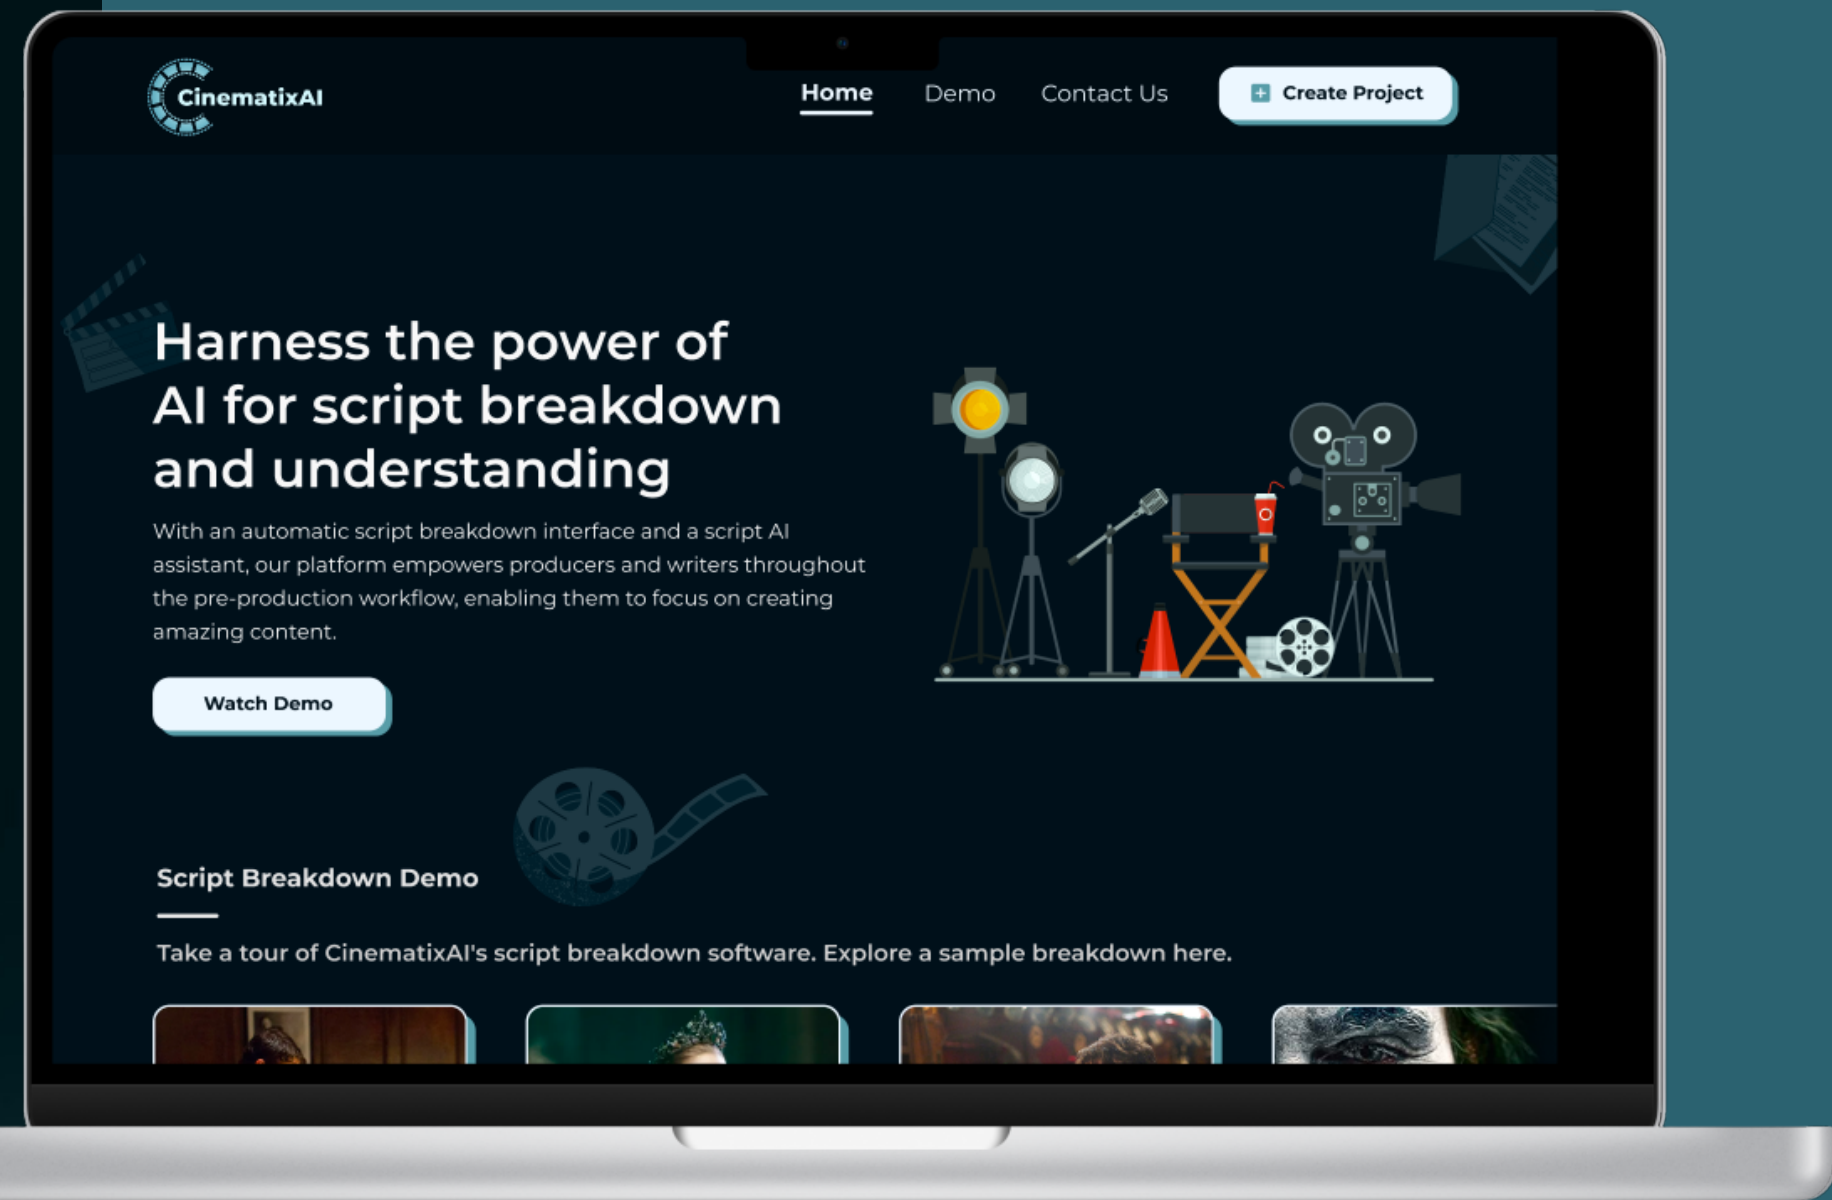 CinematixAI
Home
Demo
Contact Us
Create Project
Harness the power of
AI for script breakdown
and understanding
With an automatic script breakdown interface and a script AI
assistant, our platform empowers producers and writers throughout
the pre-production workflow, enabling them to focus on creating
amazing content.
Watch Demo
Script Breakdown Demo
Take a tour of CinematixAI's script breakdown software. Explore a sample breakdown here.